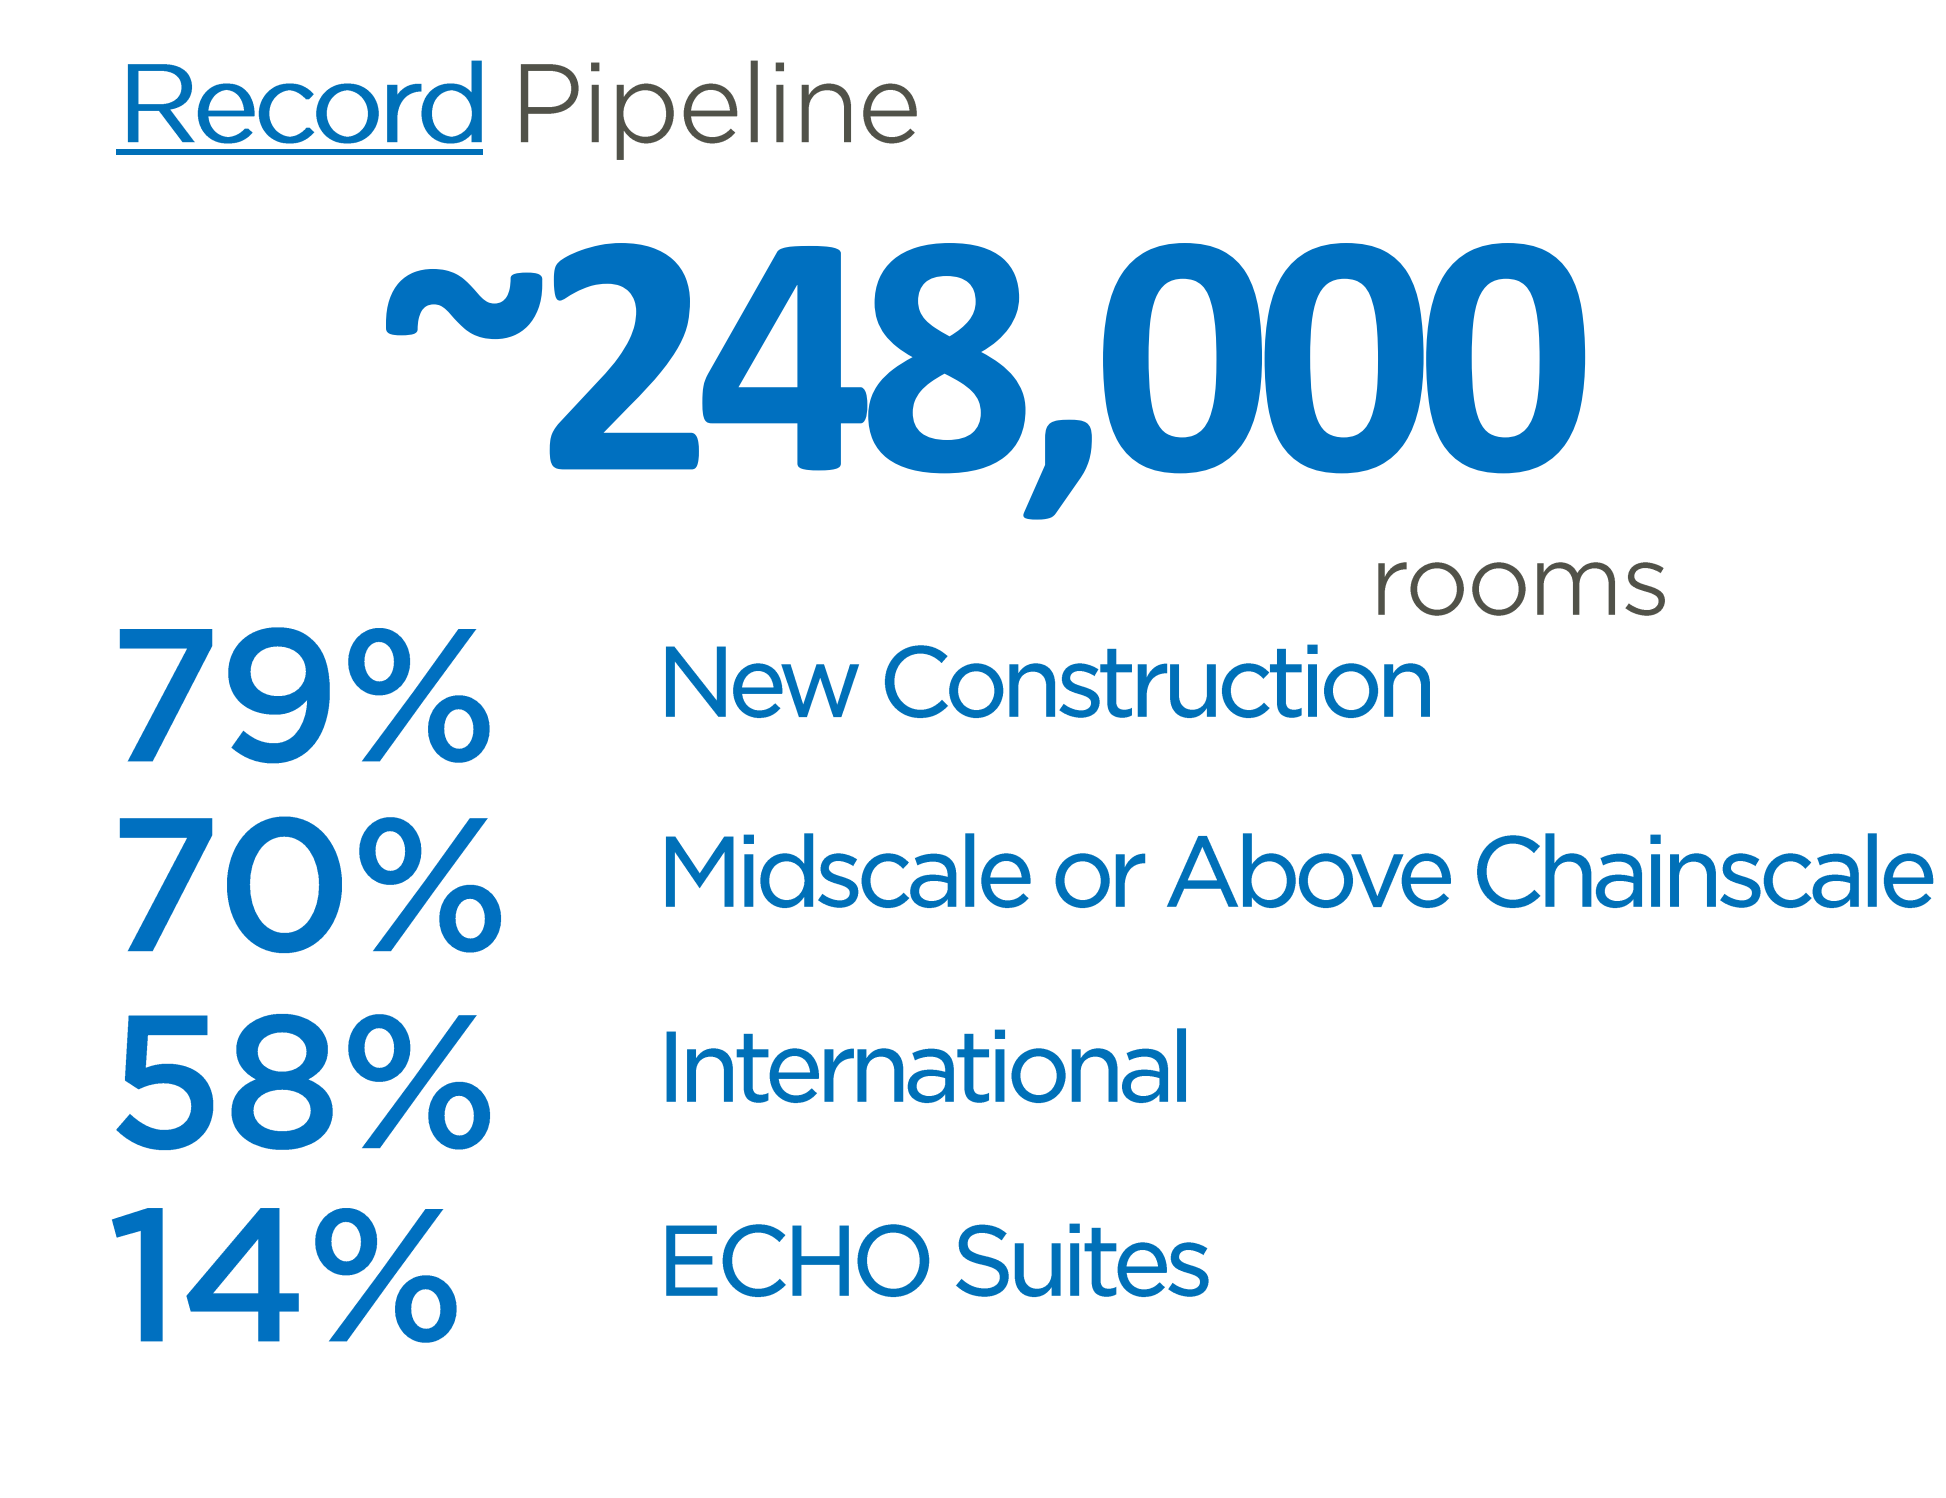 Record Pipeline
~248,000
rooms
79% New Construction
70% Midscale or Above Chainscale
58% International
14% ECHO Suites